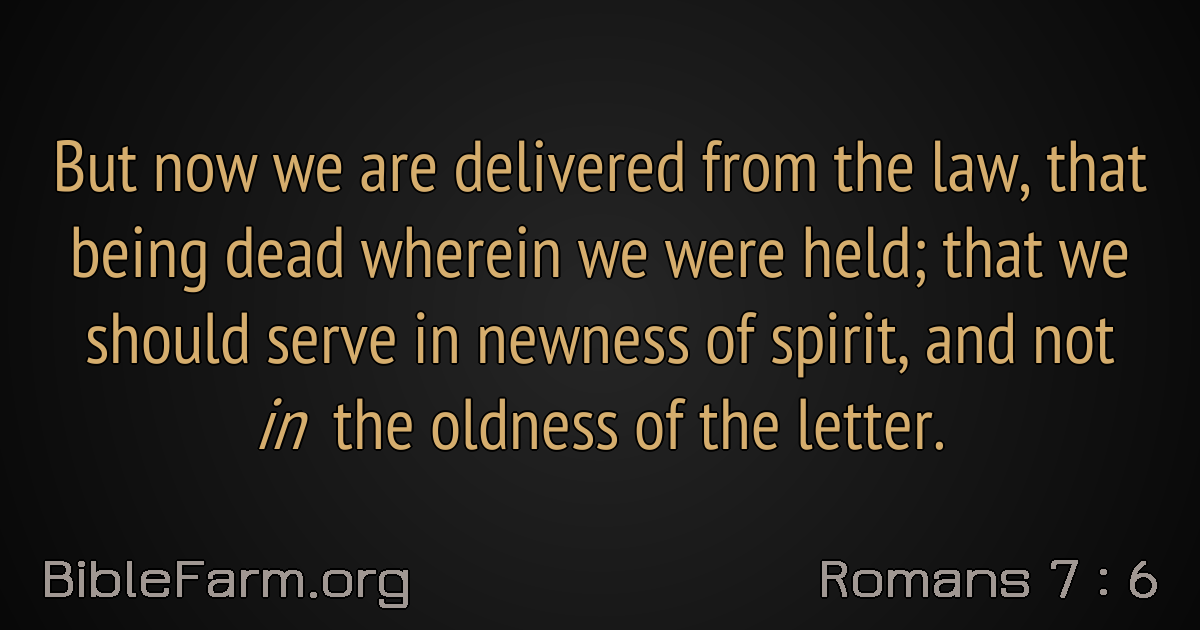 But now we are delivered from the law, that
being dead wherein we were held; that we
should serve in newness of spirit, and not
in the oldness of the letter.
BibleFarm.org
Romans 7 : 6